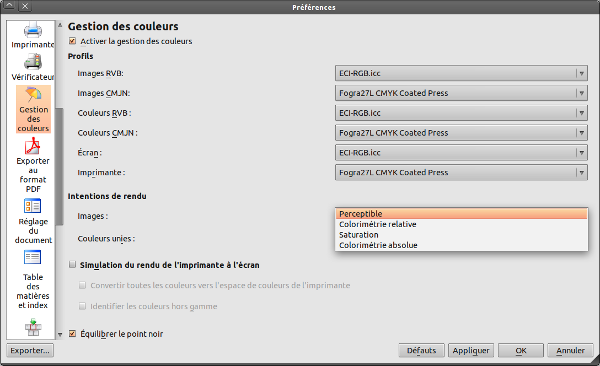 Préférences
Imprimante
Vérificateur
Gestion
des
couleurs
Exporter
au
format
PDF
Réglage
du
document
Table
des
matières
et index
Gestion des couleurs
Activer la gestion des couleurs
Profils
Images RVB: ECI-RGB.icc
Images CMJN: Fogra27L CMYK Coated Press
Couleurs RVB : ECI-RGB.icc
Couleurs CMJN : Fogra27L CMYK Coated Press
Écran : ECI-RGB.icc
Imprimante : Fogra27L CMYK Coated Press
Intentions de rendu
Images :
Perceptible
Colorimétrie relative
Saturation
Colorimétrie absolue
Couleurs unies :
Simulation du rendu de l'imprimante à l'écran
Convertir toutes les couleurs vers l'espace de couleurs de l'imprimante
Identifier les couleurs hors gamme
Équilibrer le point noir
Exporter... Défauts Appliquer OK Annuler